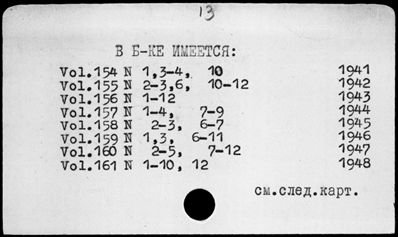 13
В Б-КЕ ИМЕЕТСЯ:
Vol.154 N 1,3-4, 10 1941
Vol.155 N 2-3,6, 10-12 1942
Vol.156 N 1-12 1943
Vol.157 N 1-4, 7-9 1944
Vol.158 N 2-3, 6-7 1945
Vol.159 N 1,3, 6-11 1946
Vol.160 N 2-5, 7-12 1947
Vol.161 N 1-10, 12 1948
см.след.карт.